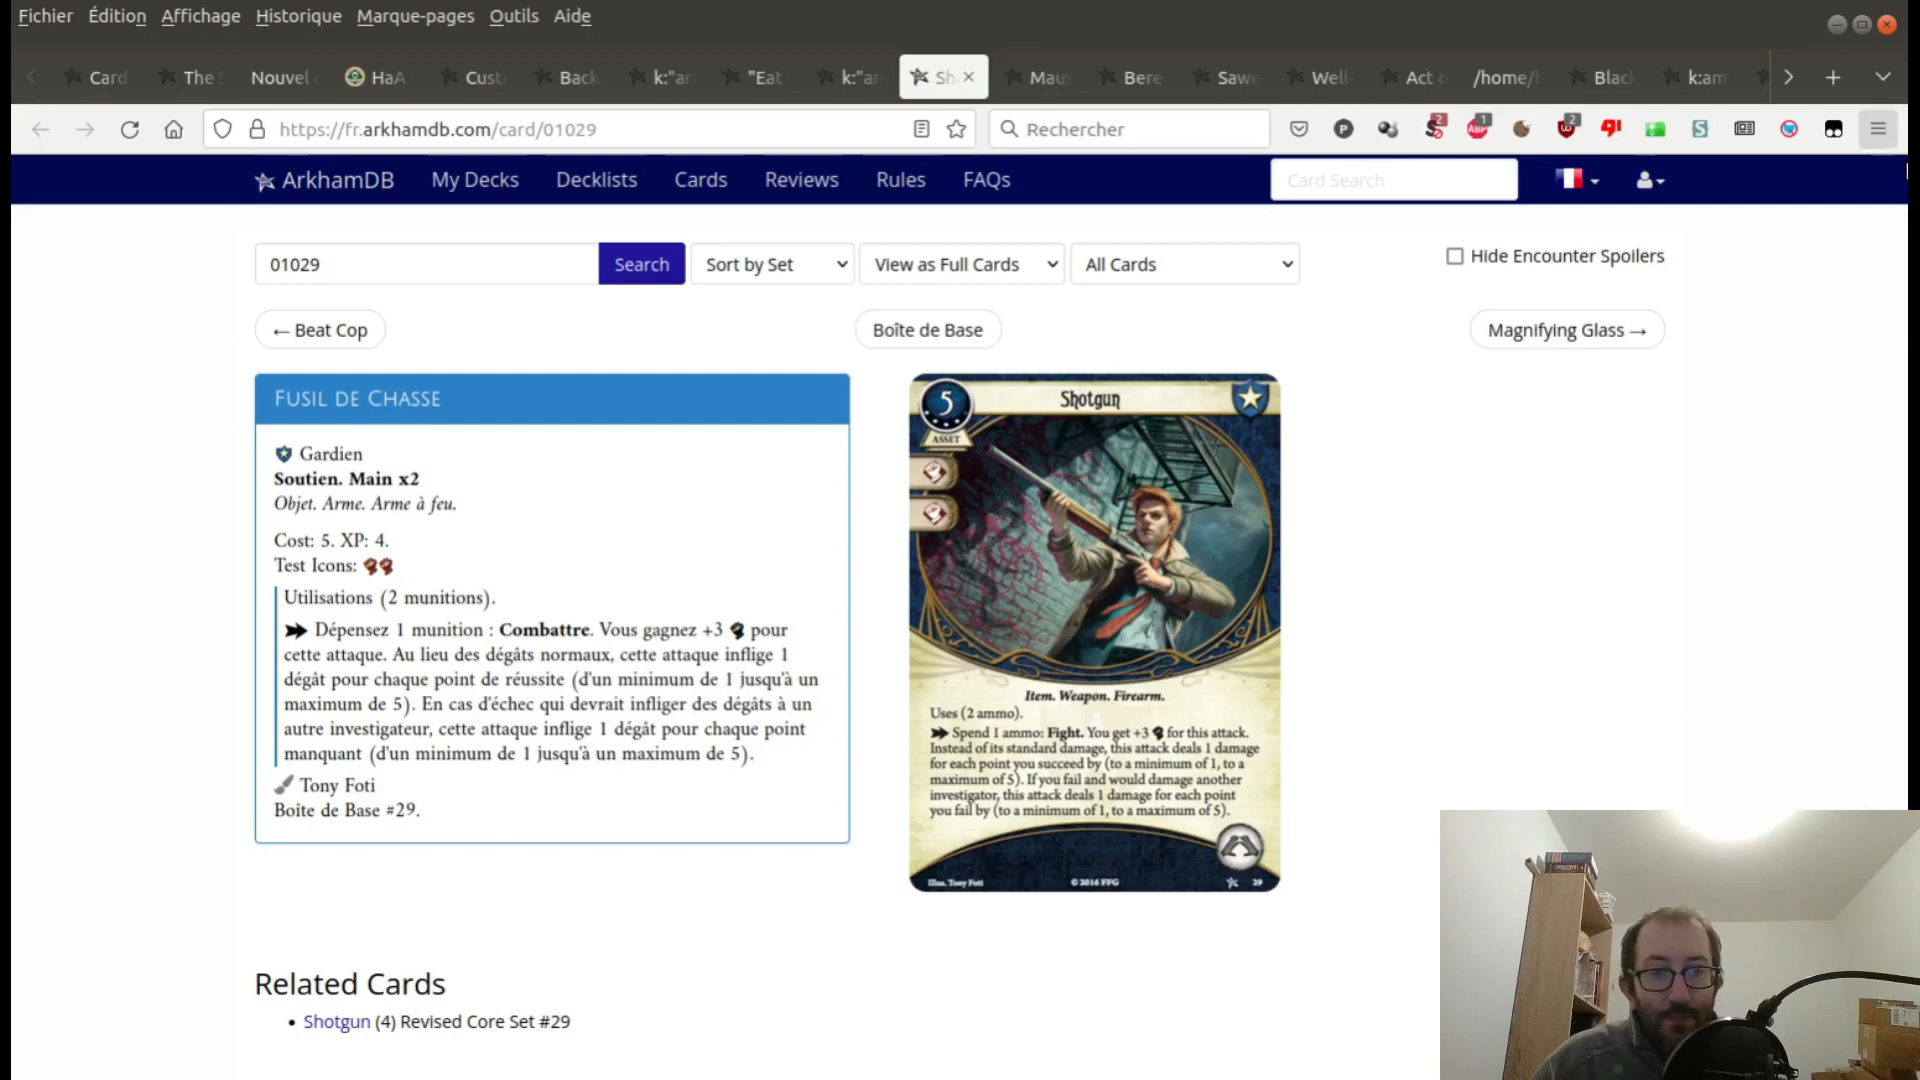 Fichier Édition Affichage Historique Marque-pages Outils Aide
Card The Nouvel HaA Cust Back k:"ar "Eat k:"ar Sh Mau Bere Sawe Well Act o /home/ Blac k:am
https://fr.arkhamdb.com/card/01029
Rechercher
2 1 2
ArkhamDB My Decks Decklists Cards Reviews Rules FAQs Card Search
01029 Search Sort by Set View as Full Cards All Cards Hide Encounter Spoilers
← Beat Cop Boîte de Base Magnifying Glass →
Fusil de Chasse
Gardien
Soutien. Main x2
Objet. Arme. Arme à feu.
Cost: 5. XP: 4.
Test Icons:
Utilisations (2 munitions).
Dépensez 1 munition : Combattre. Vous gagnez +3 pour
cette attaque. Au lieu des dégâts normaux, cette attaque inflige 1
dégât pour chaque point de réussite (d'un minimum de 1 jusqu'à un
maximum de 5). En cas d'échec qui devrait infliger des dégâts à un
autre investigateur, cette attaque inflige 1 dégât pour chaque point
manquant (d'un minimum de 1 jusqu'à un maximum de 5).
Tony Foti
Boîte de Base #29.
5
Shotgun
ASSET
Item. Weapon. Firearm.
Uses (2 ammo).
Spend 1 ammo: Fight. You get +3 for this attack.
Instead of its standard damage, this attack deals 1 damage
for each point you succeed by (to a minimum of 1, to a
maximum of 5). If you fail and would damage another
investigator, this attack deals 1 damage for each point
you fail by (to a minimum of 1, to a maximum of 5).
Illus. Tony Foti © 2016 FFG 29
Related Cards
• Shotgun (4) Revised Core Set #29